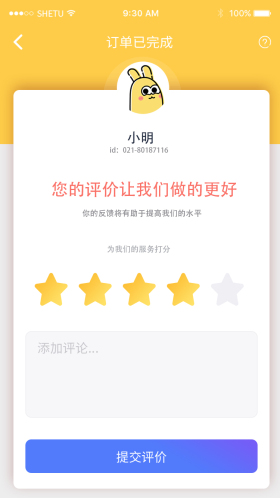 SHETU 9:30 AM 100%
订单已完成
小明
id: 021-80187116
您的评价让我们做的更好
你的反馈将有助于提高我们的水平
为我们的服务打分
添加评论...
提交评价